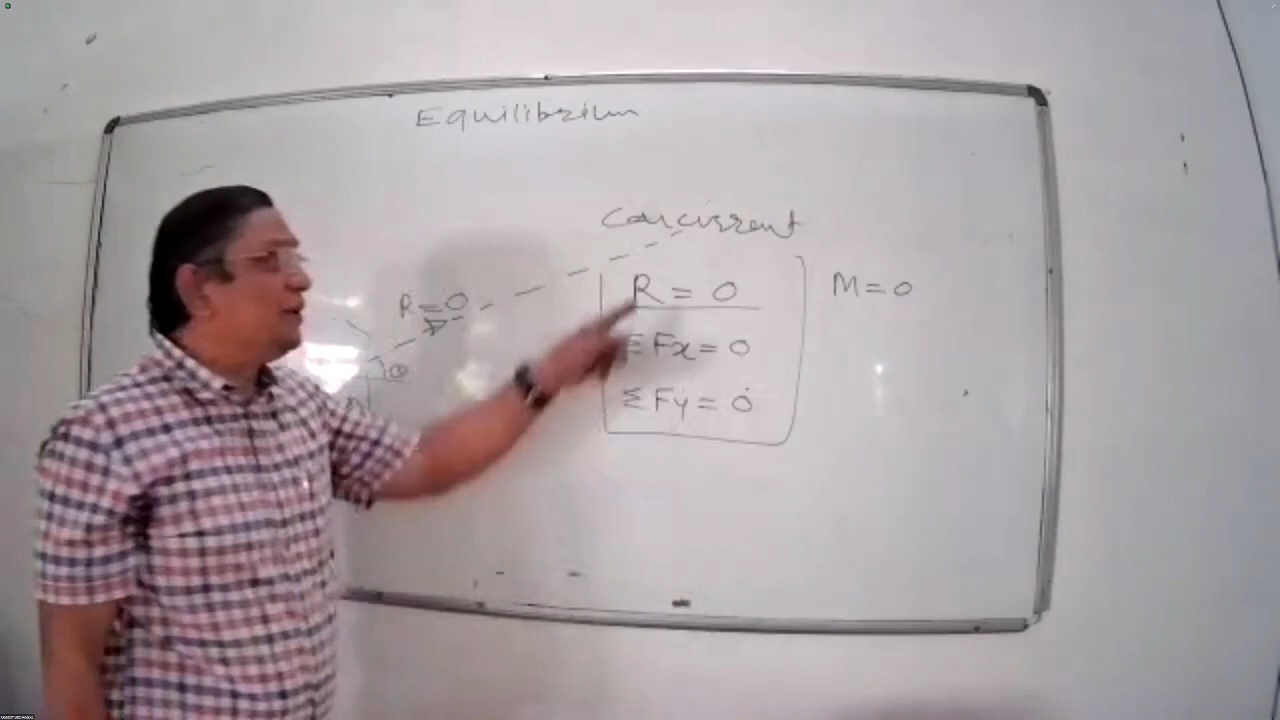 Equilibrium
Concurrent
R = 0
R = 0
M = 0
θ
Σ Fx = 0
Σ Fy = 0